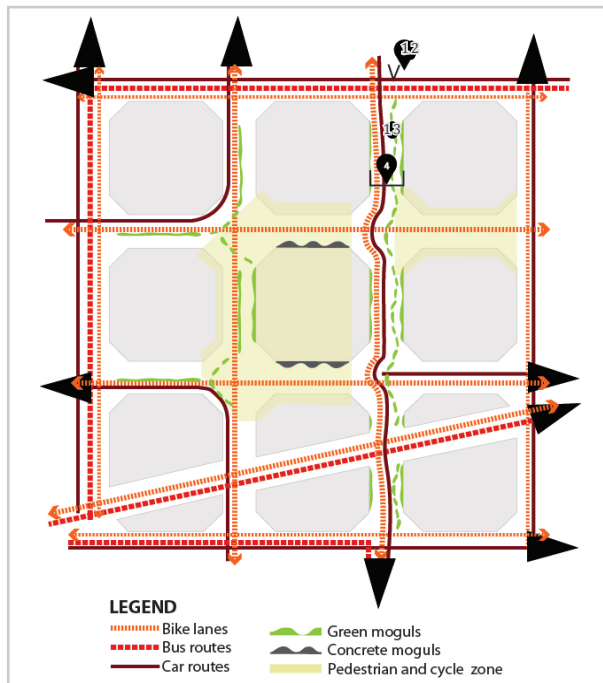 12
V
13
4
LEGEND
Bike lanes
Bus routes
Car routes
Green moguls
Concrete moguls
Pedestrian and cycle zone